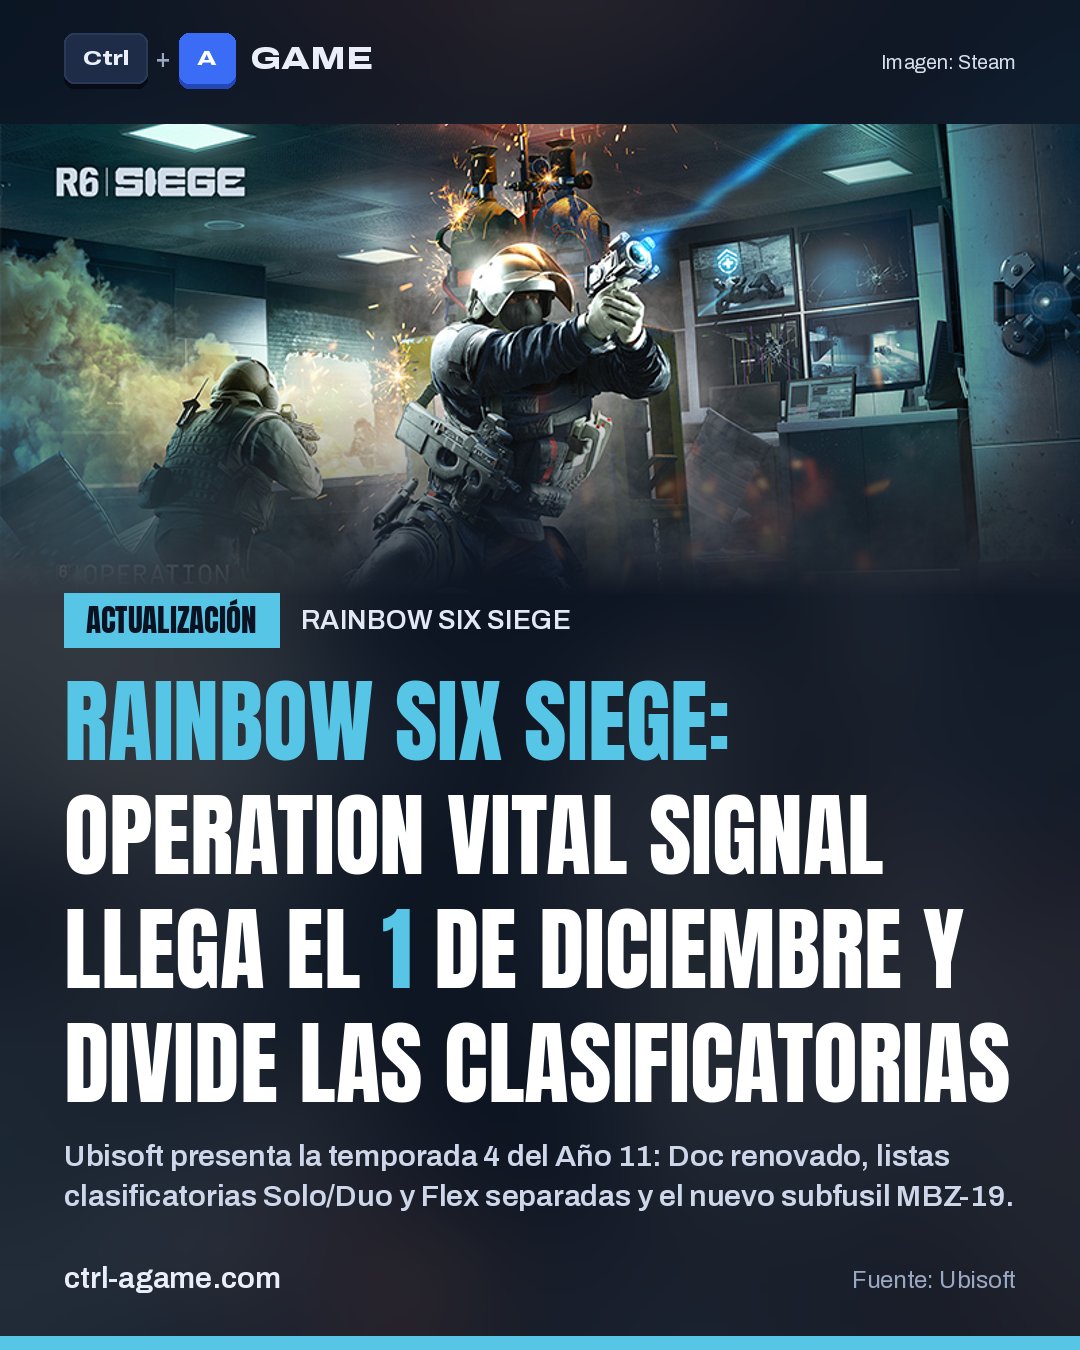 Ctrl + A GAME
Imagen: Steam
R6 | SIEGE
OPERATION
ACTUALIZACIÓN
RAINBOW SIX SIEGE
RAINBOW SIX SIEGE:
OPERATION VITAL SIGNAL
LLEGA EL 1 DE DICIEMBRE Y
DIVIDE LAS CLASIFICATORIAS
Ubisoft presenta la temporada 4 del Año 11: Doc renovado, listas
clasificatorias Solo/Duo y Flex separadas y el nuevo subfusil MBZ-19.
ctrl-agame.com
Fuente: Ubisoft